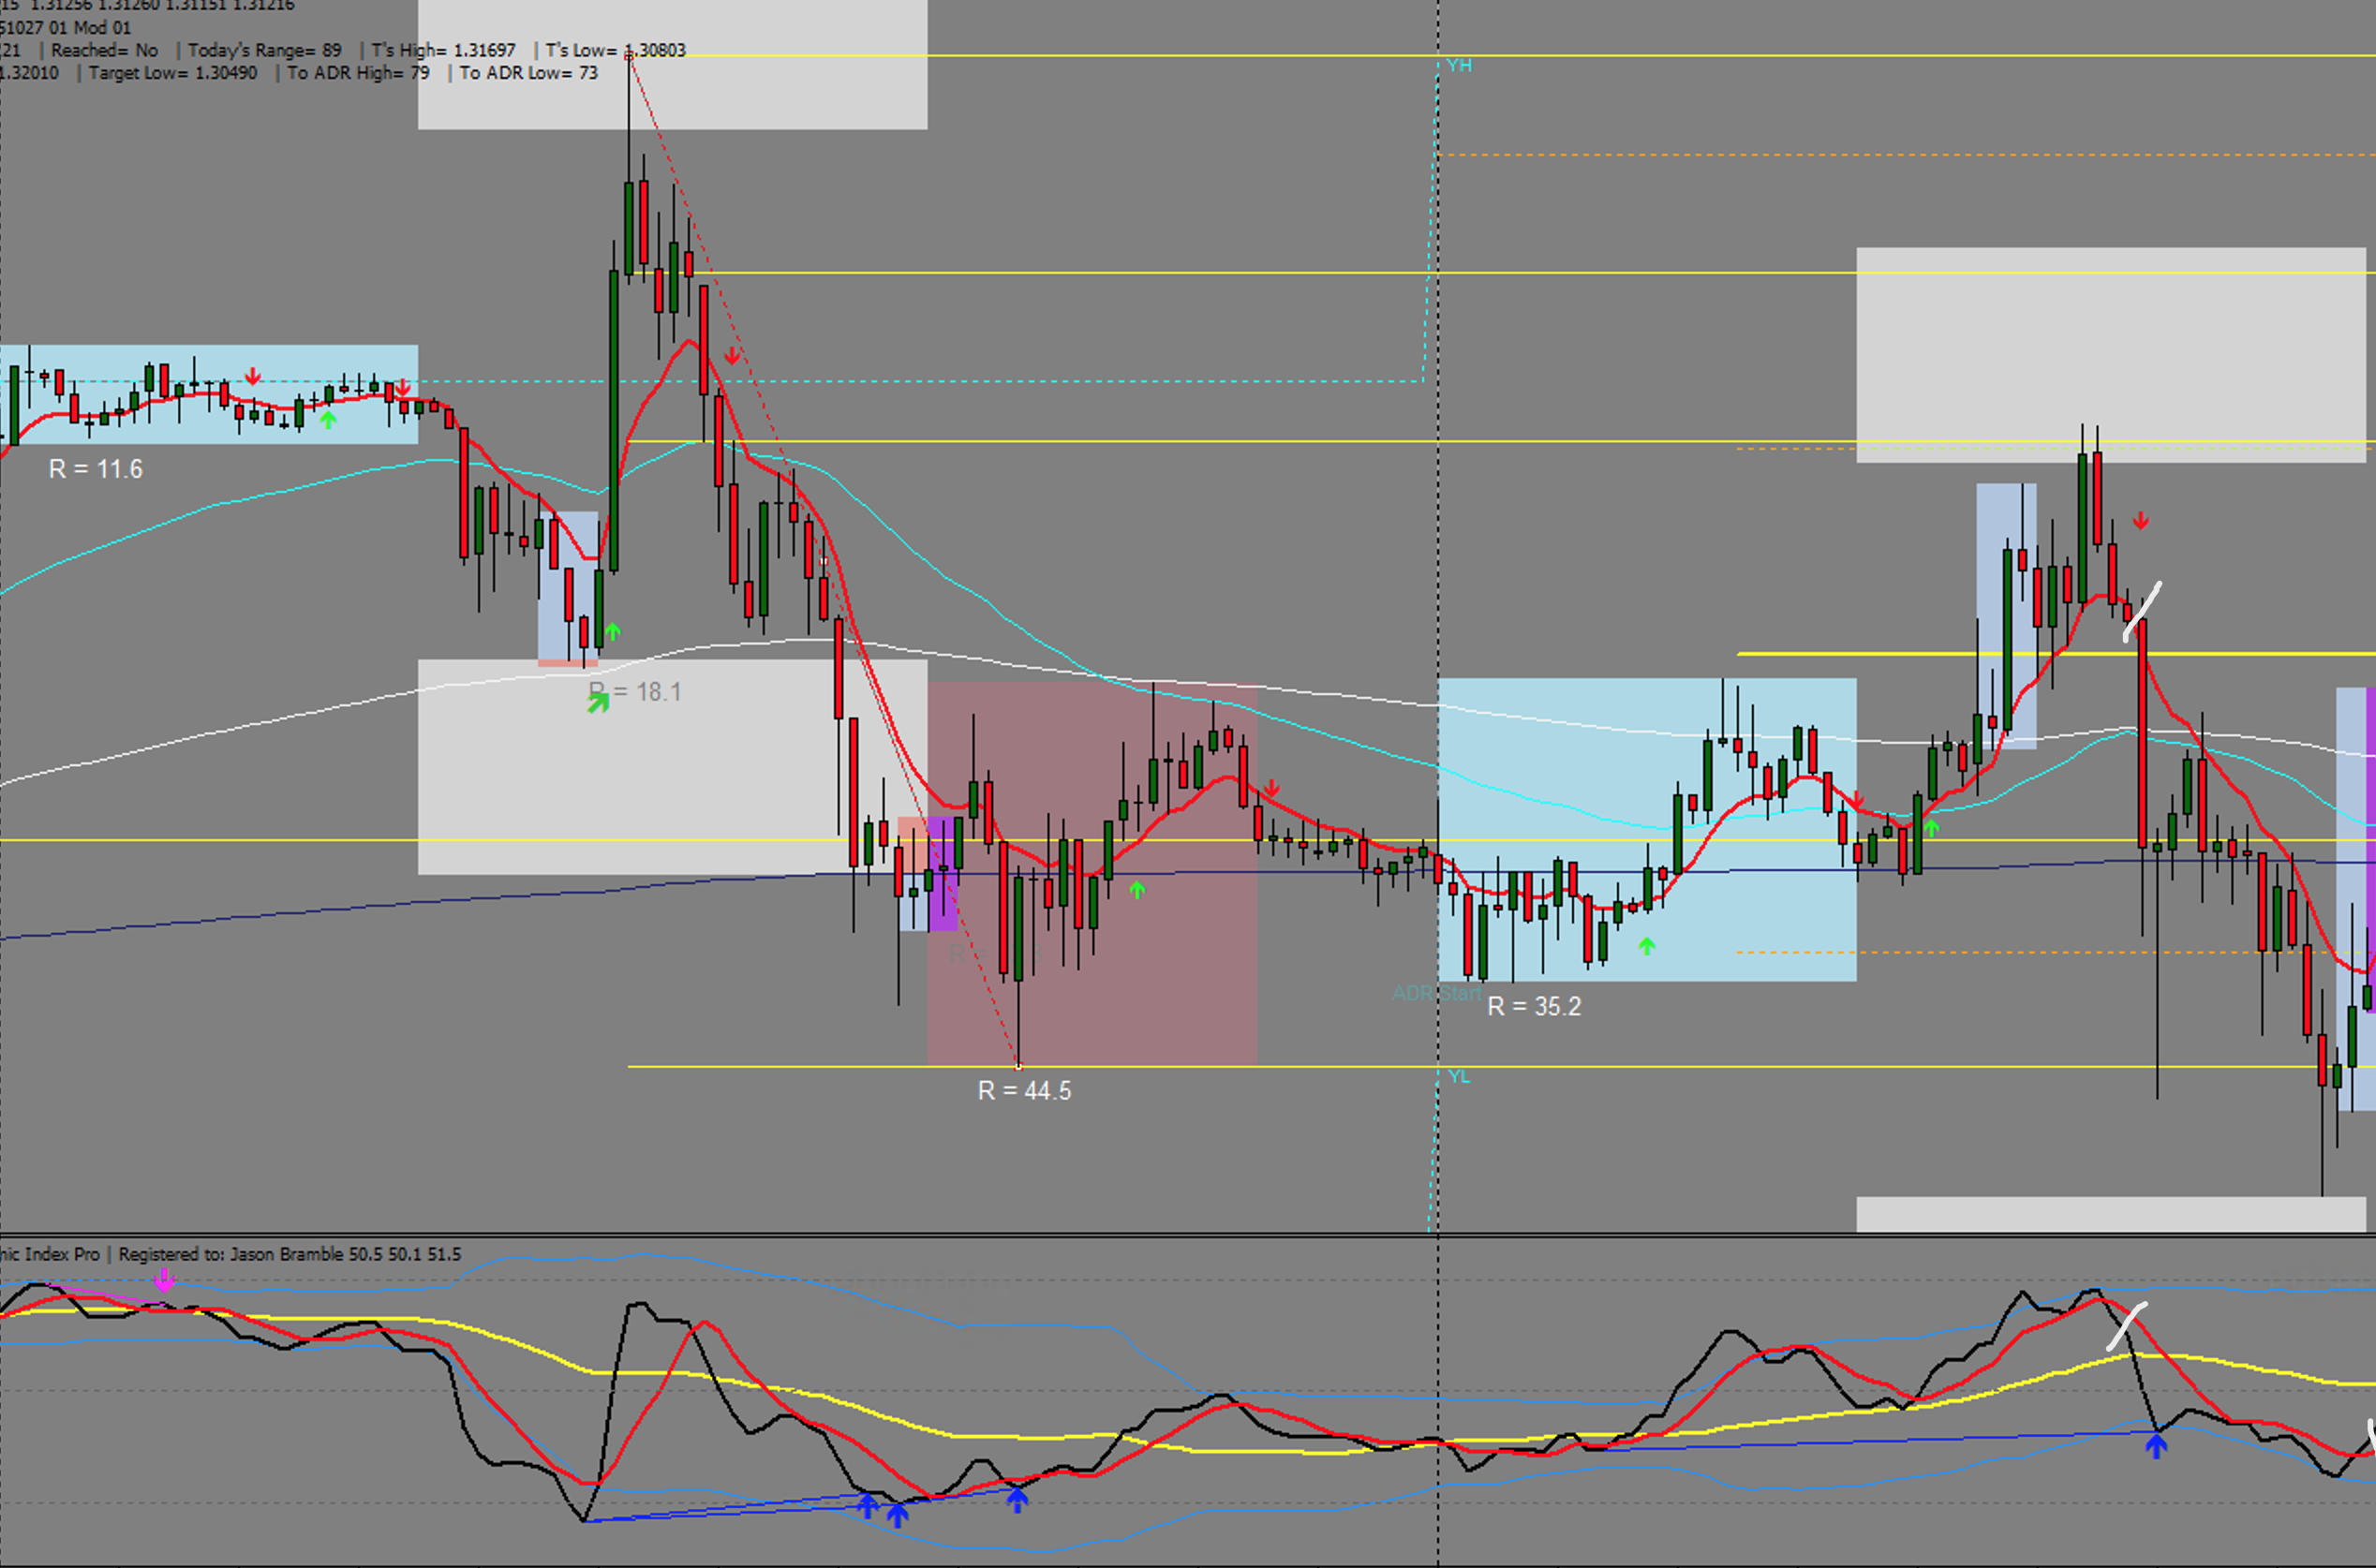 15 1.31256 1.31260 1.31151 1.31216
51027 01 Mod 01
21 | Reached= No | Today's Range= 89 | T's High= 1.31697 | T's Low= 1.30803
1.32010 | Target Low= 1.30490 | To ADR High= 79 | To ADR Low= 73
YH
R = 11.6
R = 18.1
ADR Start
R = 35.2
YL
R = 44.5
nic Index Pro | Registered to: Jason Bramble 50.5 50.1 51.5